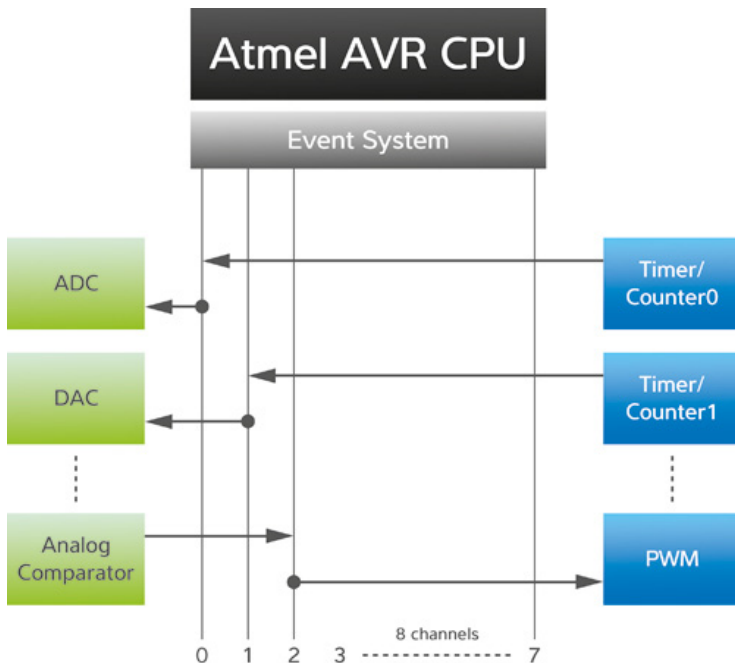 Atmel AVR CPU
Event System
ADC
Timer/
Counter0
DAC
Timer/
Counter1
Analog
Comparator
PWM
8 channels
0 1 2 3 7